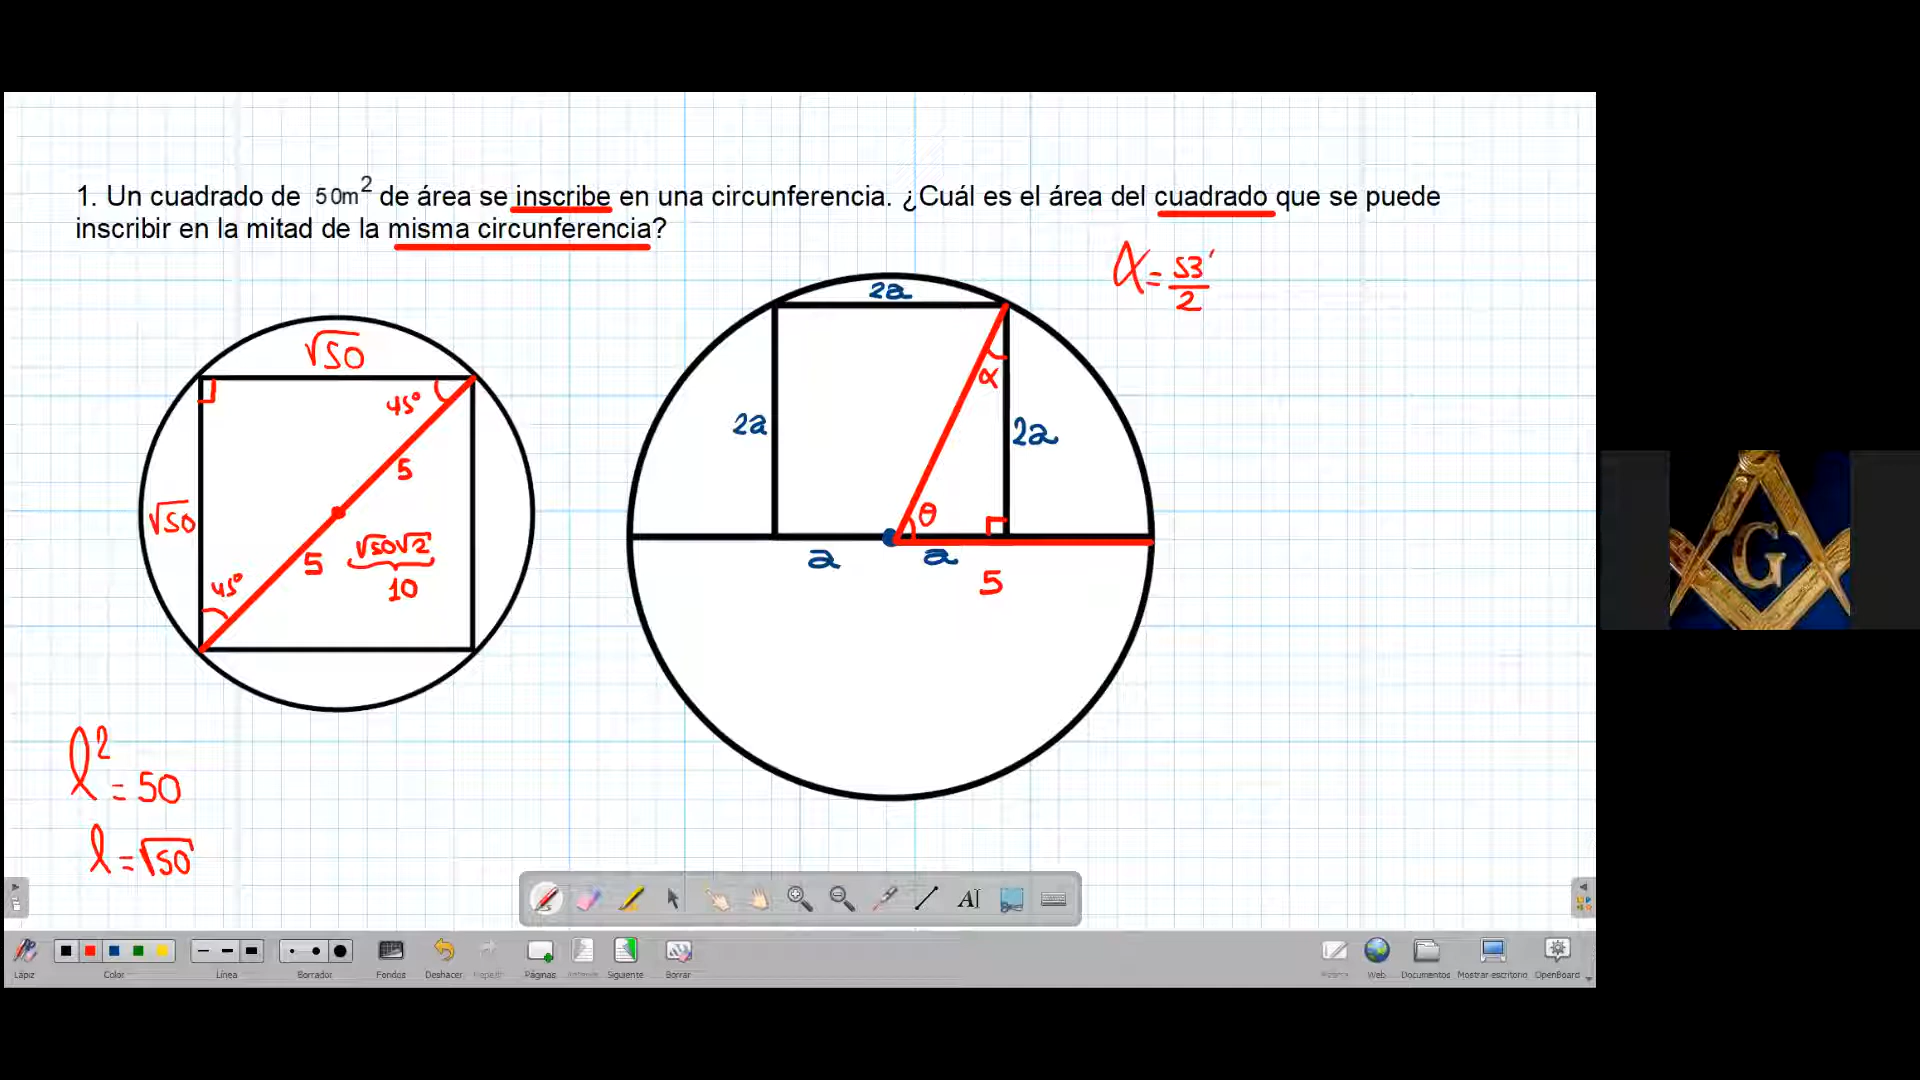 1. Un cuadrado de 50m² de área se inscribe en una circunferencia. ¿Cuál es el área del cuadrado que se puede
inscribir en la mitad de la misma circunferencia?
α = 53°/2
√50
45°
5
√50
5
√50√2
10
45°
l² = 50
l = √50
2a
α
2a
2a
θ
a
a
5
G
AI
Lápiz
Color
Línea
Borrador
Fondos
Deshacer
Páginas
Siguiente
Borrar
Web
Documentos
Mostrar escritorio
OpenBoard